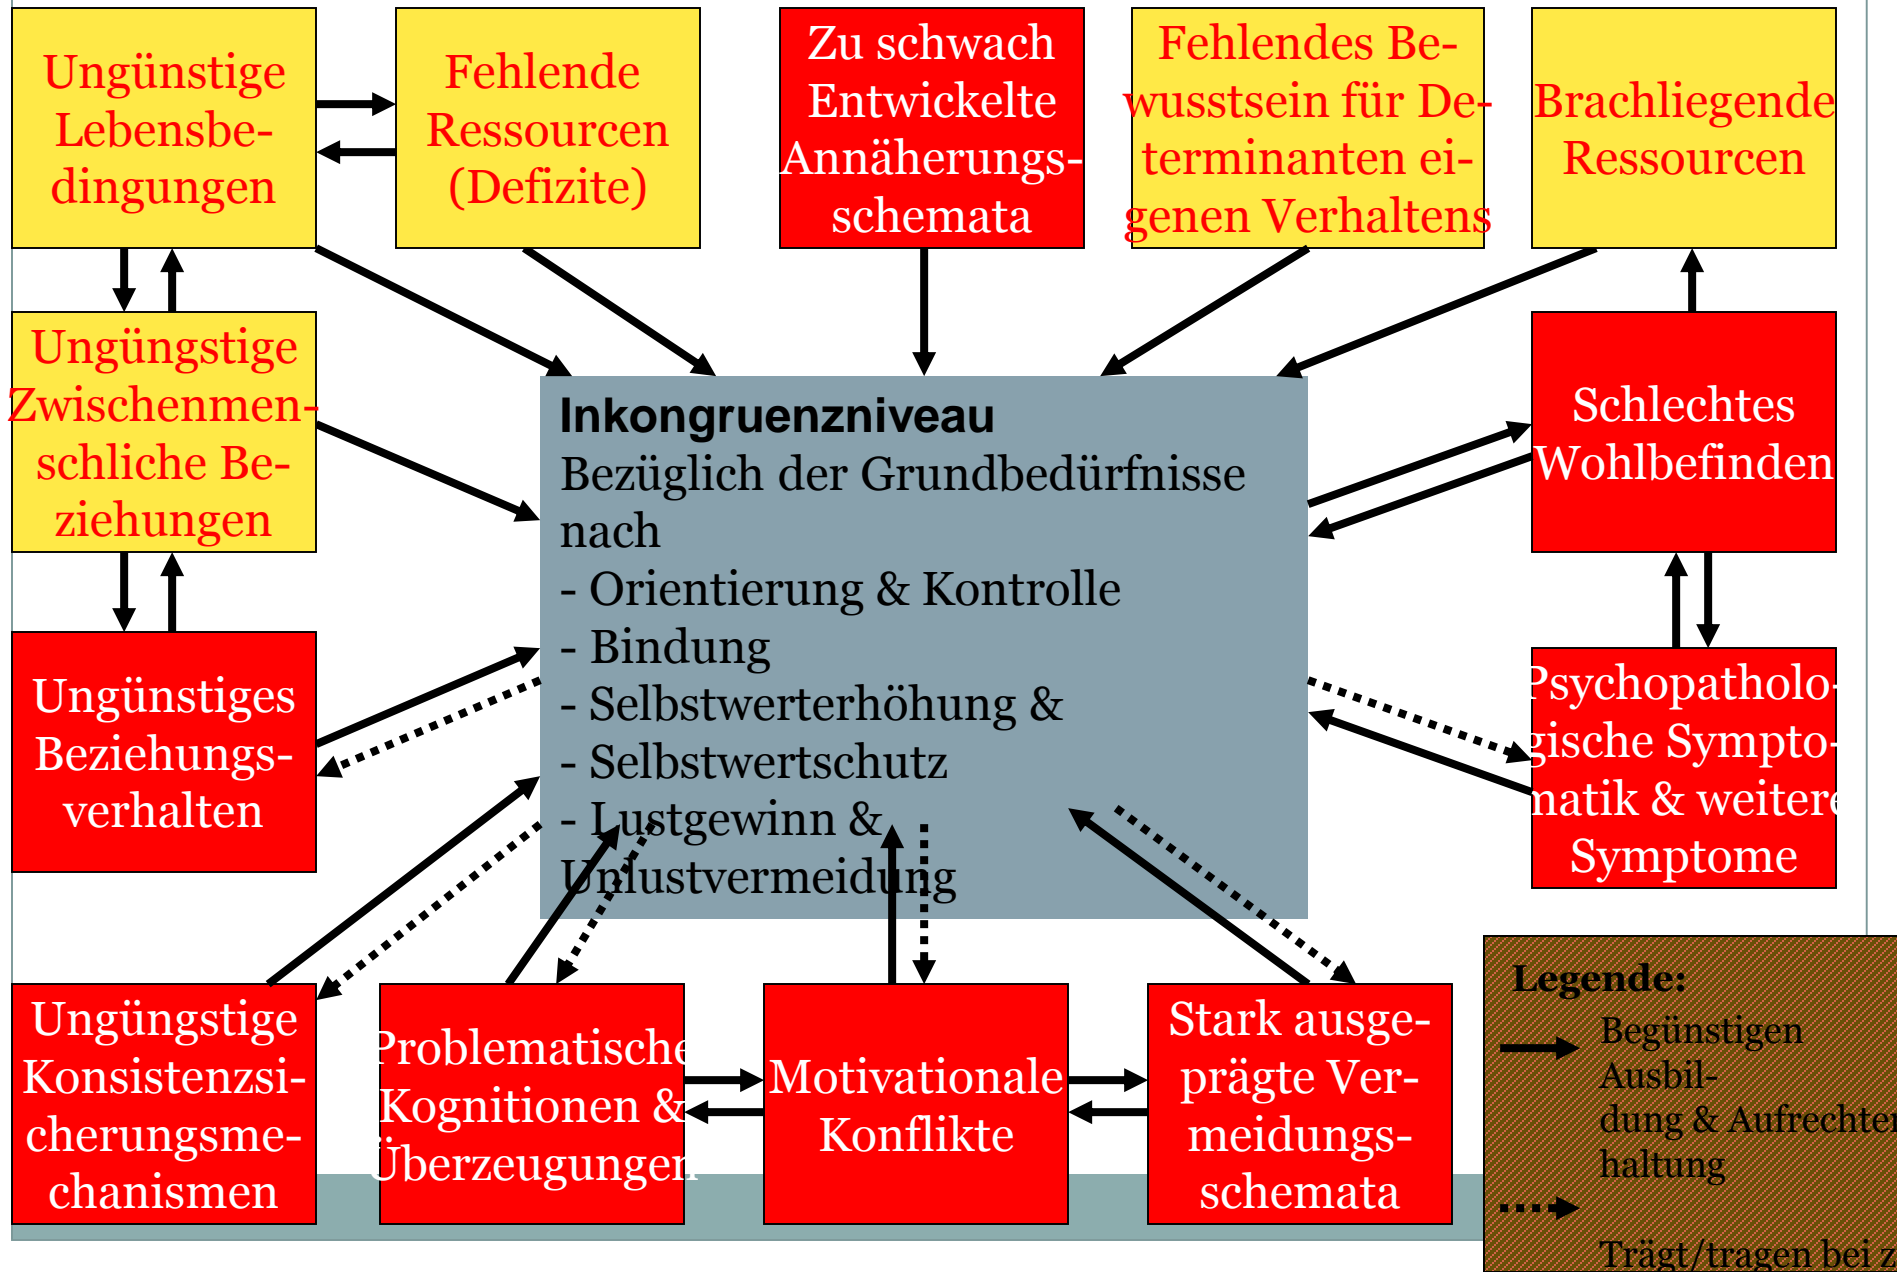 Ungünstige
Lebensbe-
dingungen
Fehlende
Ressourcen
(Defizite)
Zu schwach
Entwickelte
Annäherungs-
schemata
Fehlendes Be-
wusstsein für De-
terminanten ei-
genen Verhaltens
Brachliegende
Ressourcen
Ungüngstige
Zwischenmen-
schliche Be-
ziehungen
Inkongruenzniveau
Bezüglich der Grundbedürfnisse
nach
- Orientierung & Kontrolle
- Bindung
- Selbstwerterhöhung &
- Selbstwertschutz
- Lustgewinn &
Unlustvermeidung
Schlechtes
Wohlbefinden
Ungünstiges
Beziehungs-
verhalten
Psychopatholo-
gische Sympto-
matik & weitere
Symptome
Ungüngstige
Konsistenzsi-
cherungsme-
chanismen
Problematische
Kognitionen &
Überzeugungen
Motivationale
Konflikte
Stark ausge-
prägte Ver-
meidungs-
schemata
Legende:
Begünstigen
Ausbil-
dung & Aufrechter
haltung
Trägt/tragen bei z